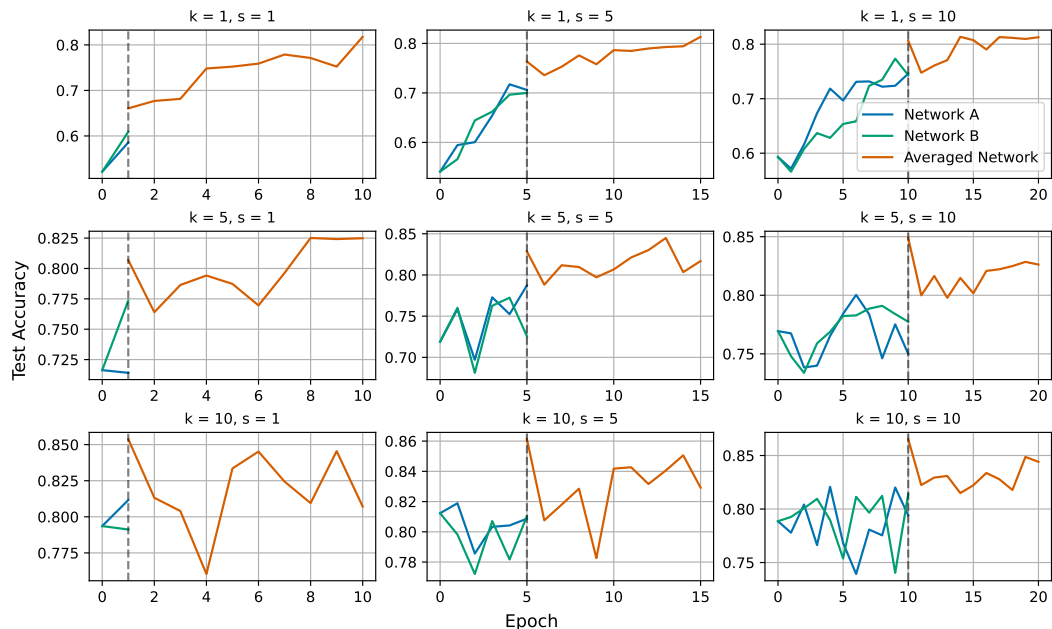 k = 1, s = 1
k = 1, s = 5
k = 1, s = 10
0.8
0.7
0.6
0 2 4 6 8 10
0.8
0.7
0.6
0 5 10 15
0.8
0.7
0.6
0 5 10 15 20
Network A
Network B
Averaged Network
k = 5, s = 1
k = 5, s = 5
k = 5, s = 10
Test Accuracy
0.825
0.800
0.775
0.750
0.725
0 2 4 6 8 10
0.85
0.80
0.75
0.70
0 5 10 15
0.85
0.80
0.75
0 5 10 15 20
k = 10, s = 1
k = 10, s = 5
k = 10, s = 10
0.850
0.825
0.800
0.775
0 2 4 6 8 10
0.86
0.84
0.82
0.80
0.78
0 5 10 15
0.85
0.80
0.75
0 5 10 15 20
Epoch